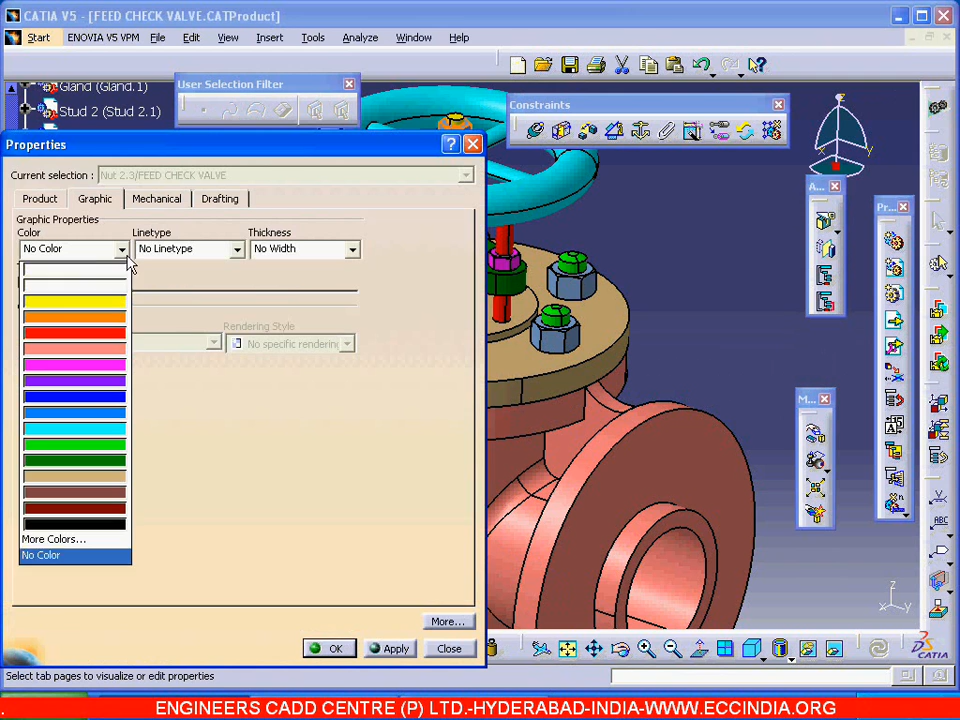 CATIA V5 - [FEED CHECK VALVE.CATProduct]
Start ENOVIA V5 VPM File Edit View Insert Tools Analyze Window Help
Gland (Gland.1)
Stud 2 (Stud 2.1)
User Selection Filter
Constraints
A...
Pr...
M...
Properties
Current selection : Nut 2.3/FEED CHECK VALVE
Product Graphic Mechanical Drafting
Graphic Properties
Color Linetype Thickness
No Color No Linetype No Width
Rendering Style
No specific renderin
More Colors...
No Color
More...
OK Apply Close
x
y
z
z
x
y
ABC
CATIA
Select tab pages to visualize or edit properties
ENGINEERS CADD CENTRE (P) LTD.-HYDERABAD-INDIA-WWW.ECCINDIA.ORG